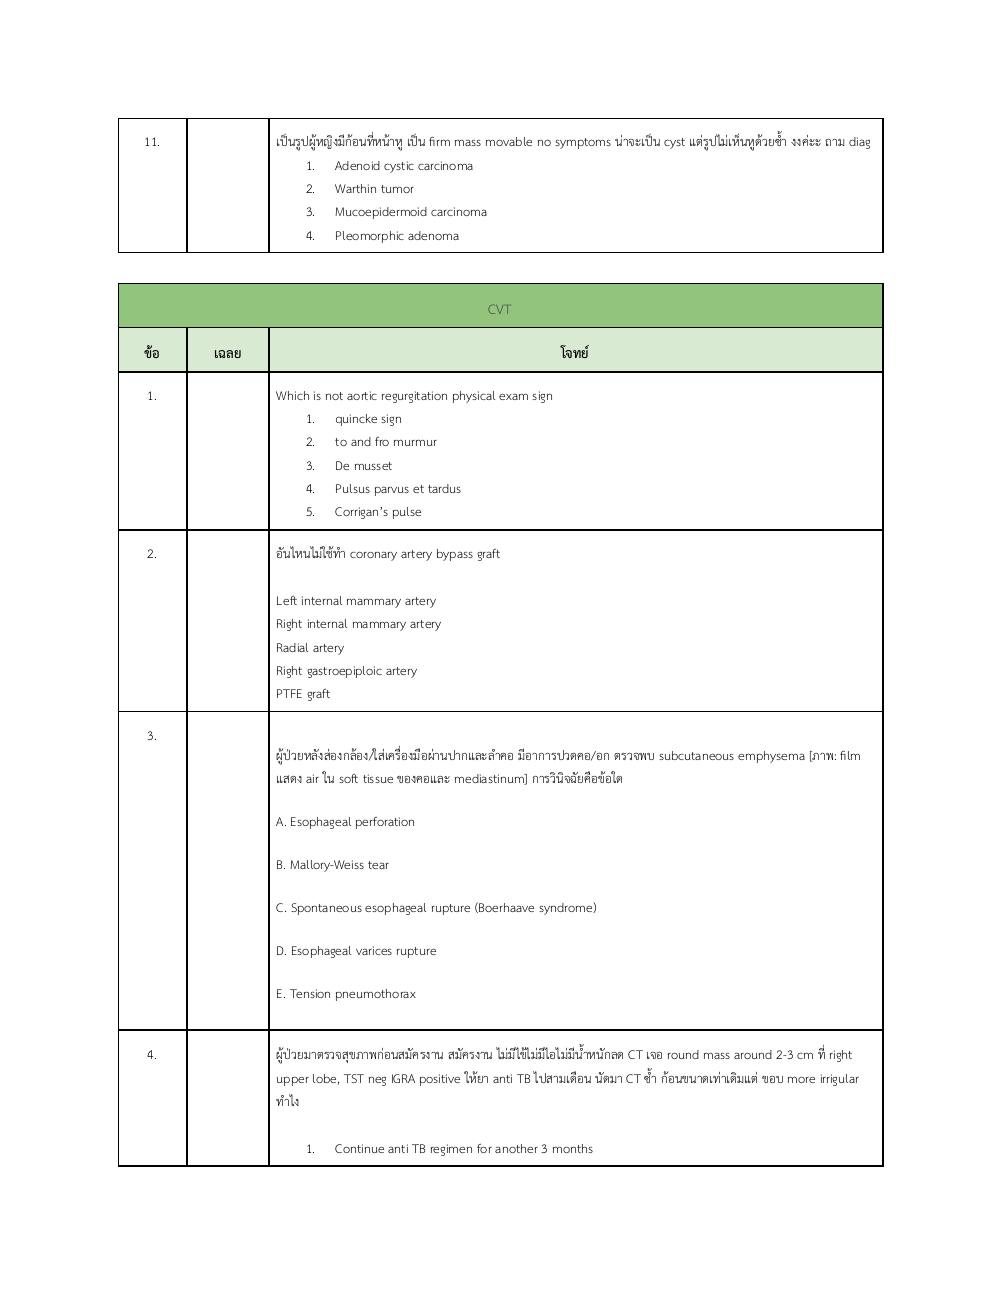 11.
เป็นรูปผู้หญิงมีก้อนที่หน้าหู เป็น firm mass movable no symptoms น่าจะเป็น cyst แต่รูปไม่เห็นหูด้วยซ้ำ งงค่ะะ ถาม diag
1. Adenoid cystic carcinoma
2. Warthin tumor
3. Mucoepidermoid carcinoma
4. Pleomorphic adenoma
CVT
ข้อ เฉลย โจทย์
1. Which is not aortic regurgitation physical exam sign
1. quincke sign
2. to and fro murmur
3. De musset
4. Pulsus parvus et tardus
5. Corrigan’s pulse
2. อันไหนไม่ใช้ทำ coronary artery bypass graft
Left internal mammary artery
Right internal mammary artery
Radial artery
Right gastroepiploic artery
PTFE graft
3.
ผู้ป่วยหลังส่องกล้อง/ใส่เครื่องมือผ่านปากและลำคอ มีอาการปวดคอ/อก ตรวจพบ subcutaneous emphysema [ภาพ: film
แสดง air ใน soft tissue ของคอและ mediastinum] การวินิจฉัยคือข้อใด
A. Esophageal perforation
B. Mallory-Weiss tear
C. Spontaneous esophageal rupture (Boerhaave syndrome)
D. Esophageal varices rupture
E. Tension pneumothorax
4. ผู้ป่วยมาตรวจสุขภาพก่อนสมัครงาน สมัครงาน ไม่มีไข้ไม่มีไอไม่มีน้ำหนักลด CT เจอ round mass around 2-3 cm ที่ right
upper lobe, TST neg IGRA positive ให้ยา anti TB ไปสามเดือน นัดมา CT ซ้ำ ก้อนขนาดเท่าเดิมแต่ ขอบ more irrigular
ทำไง
1. Continue anti TB regimen for another 3 months